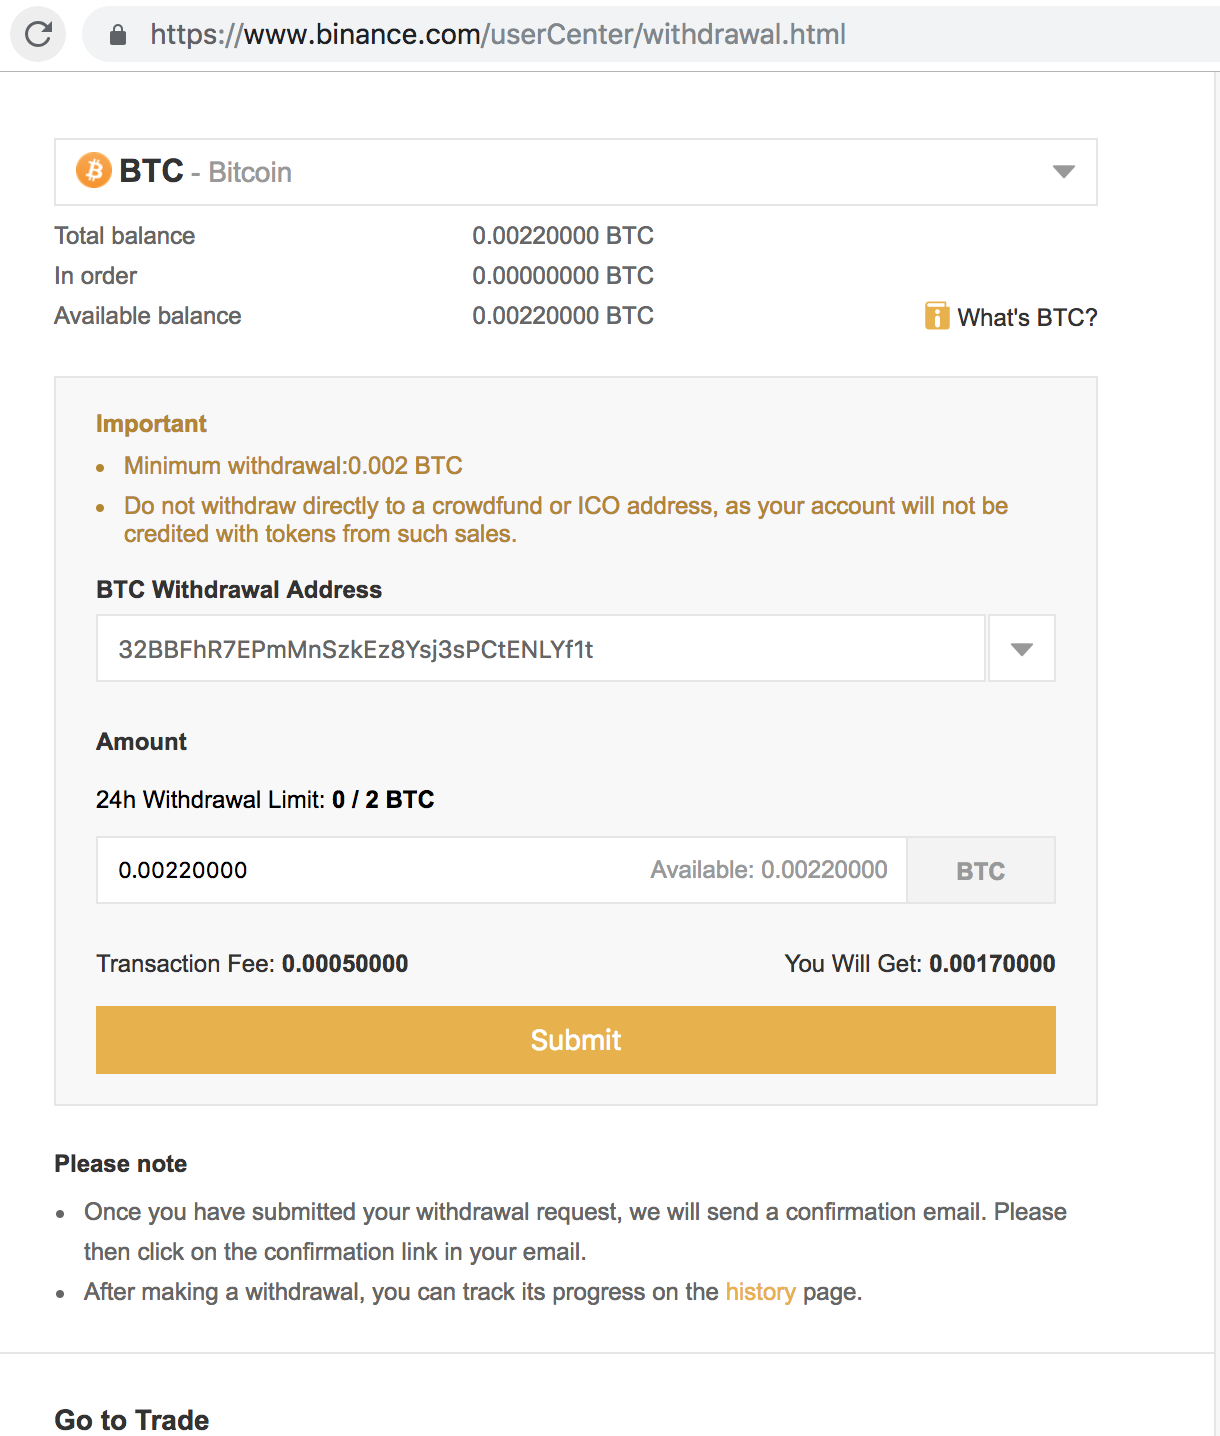 https://www.binance.com/userCenter/withdrawal.html
BTC - Bitcoin
Total balance 0.00220000 BTC
In order 0.00000000 BTC
Available balance 0.00220000 BTC
What's BTC?
Important
• Minimum withdrawal:0.002 BTC
• Do not withdraw directly to a crowdfund or ICO address, as your account will not be
credited with tokens from such sales.
BTC Withdrawal Address
32BBFhR7EPmMnSzkEz8Ysj3sPCtENLYf1t
Amount
24h Withdrawal Limit: 0 / 2 BTC
0.00220000 Available: 0.00220000 BTC
Transaction Fee: 0.00050000 You Will Get: 0.00170000
Submit
Please note
• Once you have submitted your withdrawal request, we will send a confirmation email. Please
then click on the confirmation link in your email.
• After making a withdrawal, you can track its progress on the history page.
Go to Trade